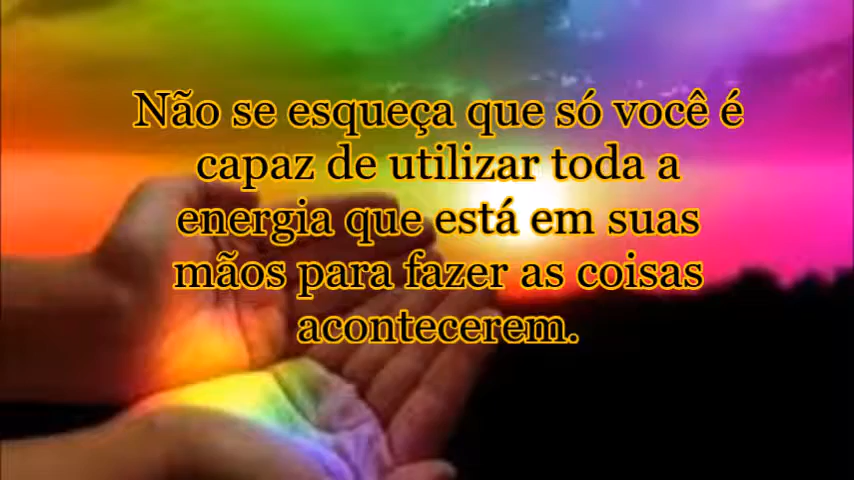 Não se esqueça que só você é
capaz de utilizar toda a
energia que está em suas
mãos para fazer as coisas
acontecerem.